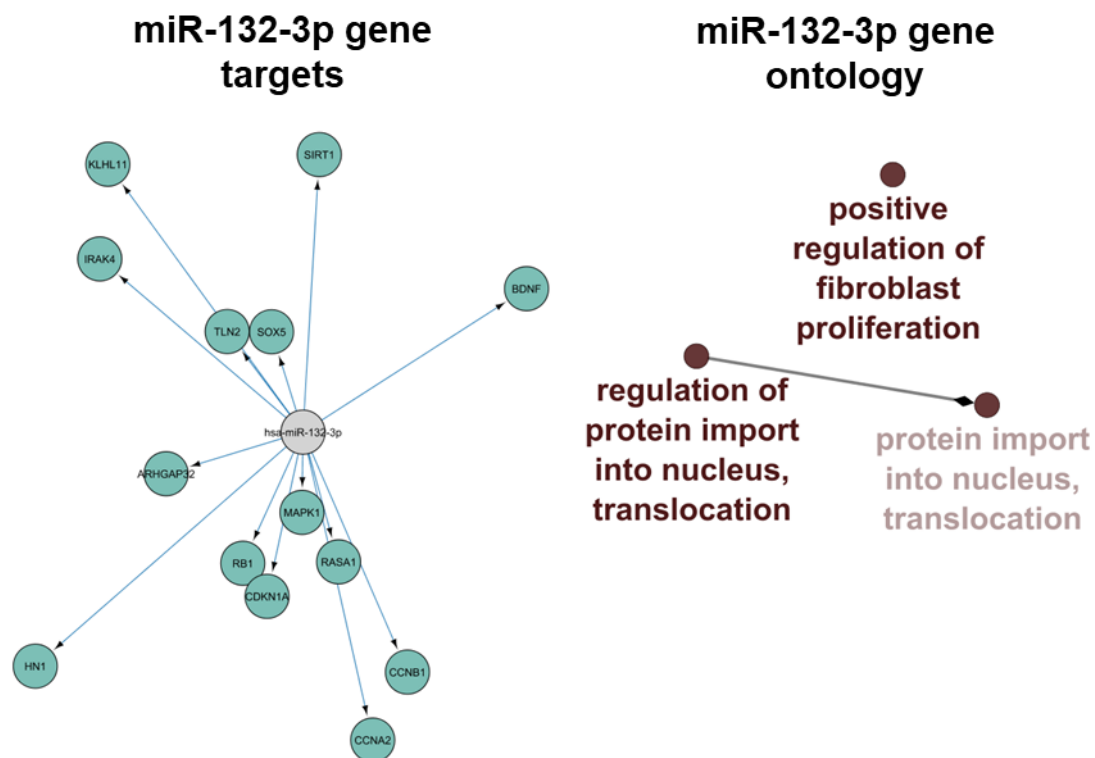 miR-132-3p gene
targets
KLHL11
SIRT1
IRAK4
BDNF
TLN2
SOX5
hsa-miR-132-3p
ARHGAP32
MAPK1
RB1
RASA1
CDKN1A
HN1
CCNB1
CCNA2
miR-132-3p gene
ontology
positive
regulation of
fibroblast
proliferation
regulation of
protein import
into nucleus,
translocation
protein import
into nucleus,
translocation